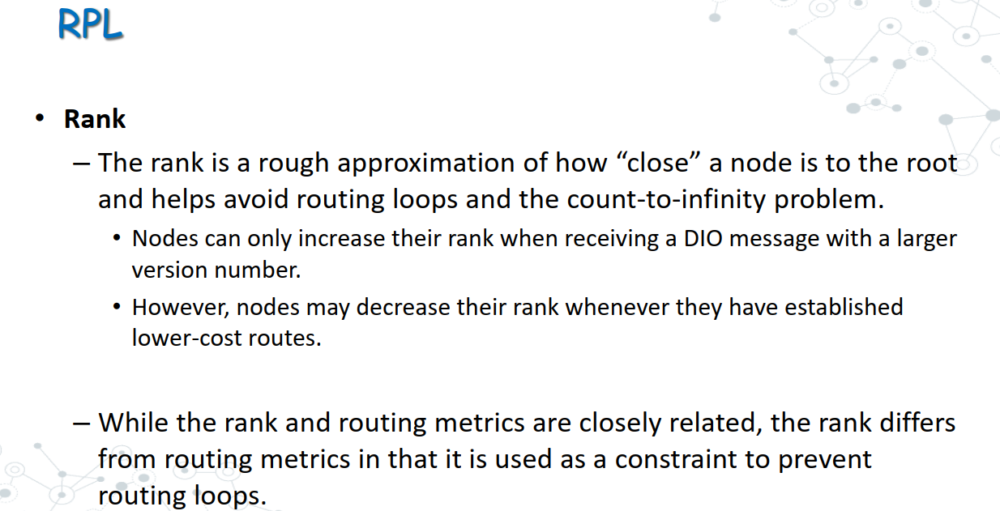 RPL
• Rank
– The rank is a rough approximation of how “close” a node is to the root
and helps avoid routing loops and the count-to-infinity problem.
• Nodes can only increase their rank when receiving a DIO message with a larger
version number.
• However, nodes may decrease their rank whenever they have established
lower-cost routes.
– While the rank and routing metrics are closely related, the rank differs
from routing metrics in that it is used as a constraint to prevent
routing loops.